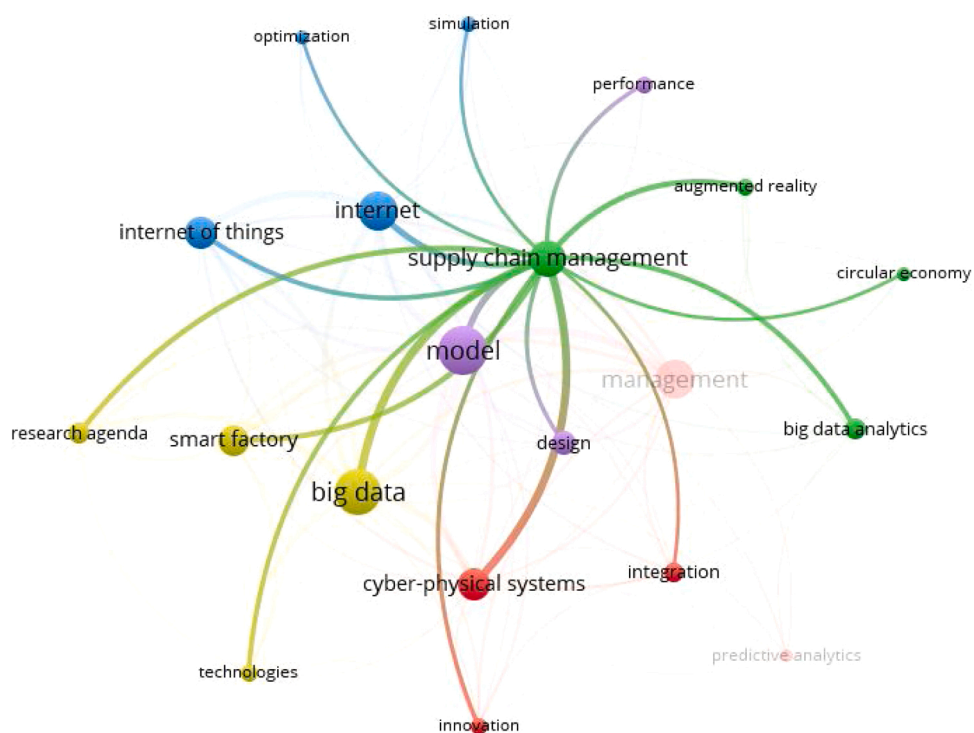 simulation
optimization
performance
augmented reality
internet
internet of things
supply chain management
circular economy
model
management
big data analytics
research agenda
smart factory
design
big data
integration
cyber-physical systems
predictive analytics
technologies
innovation